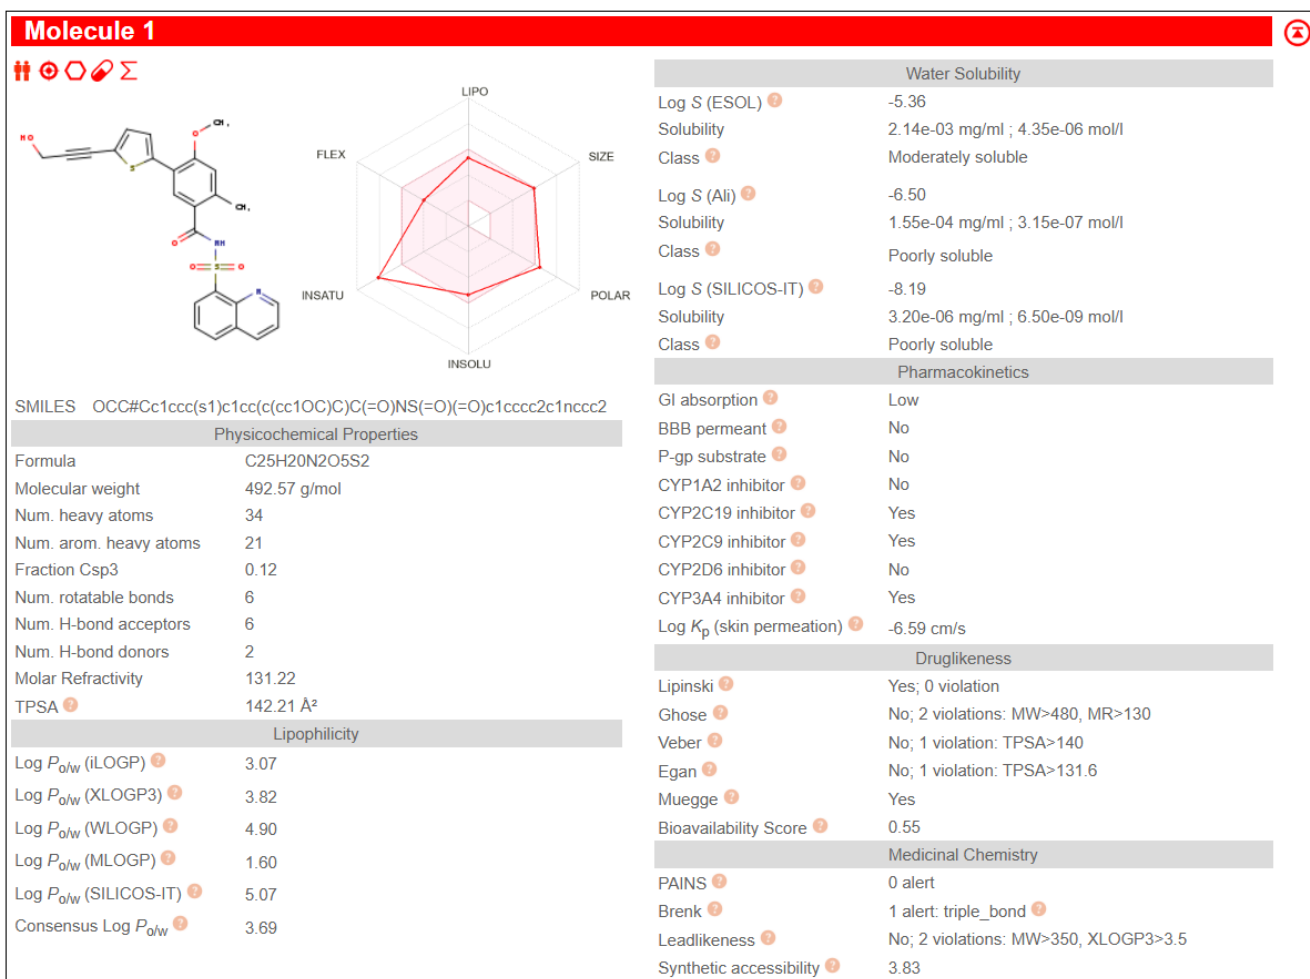 Molecule 1
LIPO
FLEX
SIZE
INSATU
POLAR
INSOLU
HO
O
CH
S
CH
O
NH
O
S
O
N
SMILES OCC#Cc1ccc(s1)c1cc(c(cc1OC)C)C(=O)NS(=O)(=O)c1cccc2c1nccc2
Physicochemical Properties
Formula C25H20N2O5S2
Molecular weight 492.57 g/mol
Num. heavy atoms 34
Num. arom. heavy atoms 21
Fraction Csp3 0.12
Num. rotatable bonds 6
Num. H-bond acceptors 6
Num. H-bond donors 2
Molar Refractivity 131.22
TPSA ? 142.21 Å²
Lipophilicity
Log Po/w (iLOGP) ? 3.07
Log Po/w (XLOGP3) ? 3.82
Log Po/w (WLOGP) ? 4.90
Log Po/w (MLOGP) ? 1.60
Log Po/w (SILICOS-IT) ? 5.07
Consensus Log Po/w ? 3.69
Water Solubility
Log S (ESOL) ? -5.36
Solubility 2.14e-03 mg/ml ; 4.35e-06 mol/l
Class ? Moderately soluble
Log S (Ali) ? -6.50
Solubility 1.55e-04 mg/ml ; 3.15e-07 mol/l
Class ? Poorly soluble
Log S (SILICOS-IT) ? -8.19
Solubility 3.20e-06 mg/ml ; 6.50e-09 mol/l
Class ? Poorly soluble
Pharmacokinetics
GI absorption ? Low
BBB permeant ? No
P-gp substrate ? No
CYP1A2 inhibitor ? No
CYP2C19 inhibitor ? Yes
CYP2C9 inhibitor ? Yes
CYP2D6 inhibitor ? No
CYP3A4 inhibitor ? Yes
Log Kp (skin permeation) ? -6.59 cm/s
Druglikeness
Lipinski ? Yes; 0 violation
Ghose ? No; 2 violations: MW>480, MR>130
Veber ? No; 1 violation: TPSA>140
Egan ? No; 1 violation: TPSA>131.6
Muegge ? Yes
Bioavailability Score ? 0.55
Medicinal Chemistry
PAINS ? 0 alert
Brenk ? 1 alert: triple_bond ?
Leadlikeness ? No; 2 violations: MW>350, XLOGP3>3.5
Synthetic accessibility ? 3.83